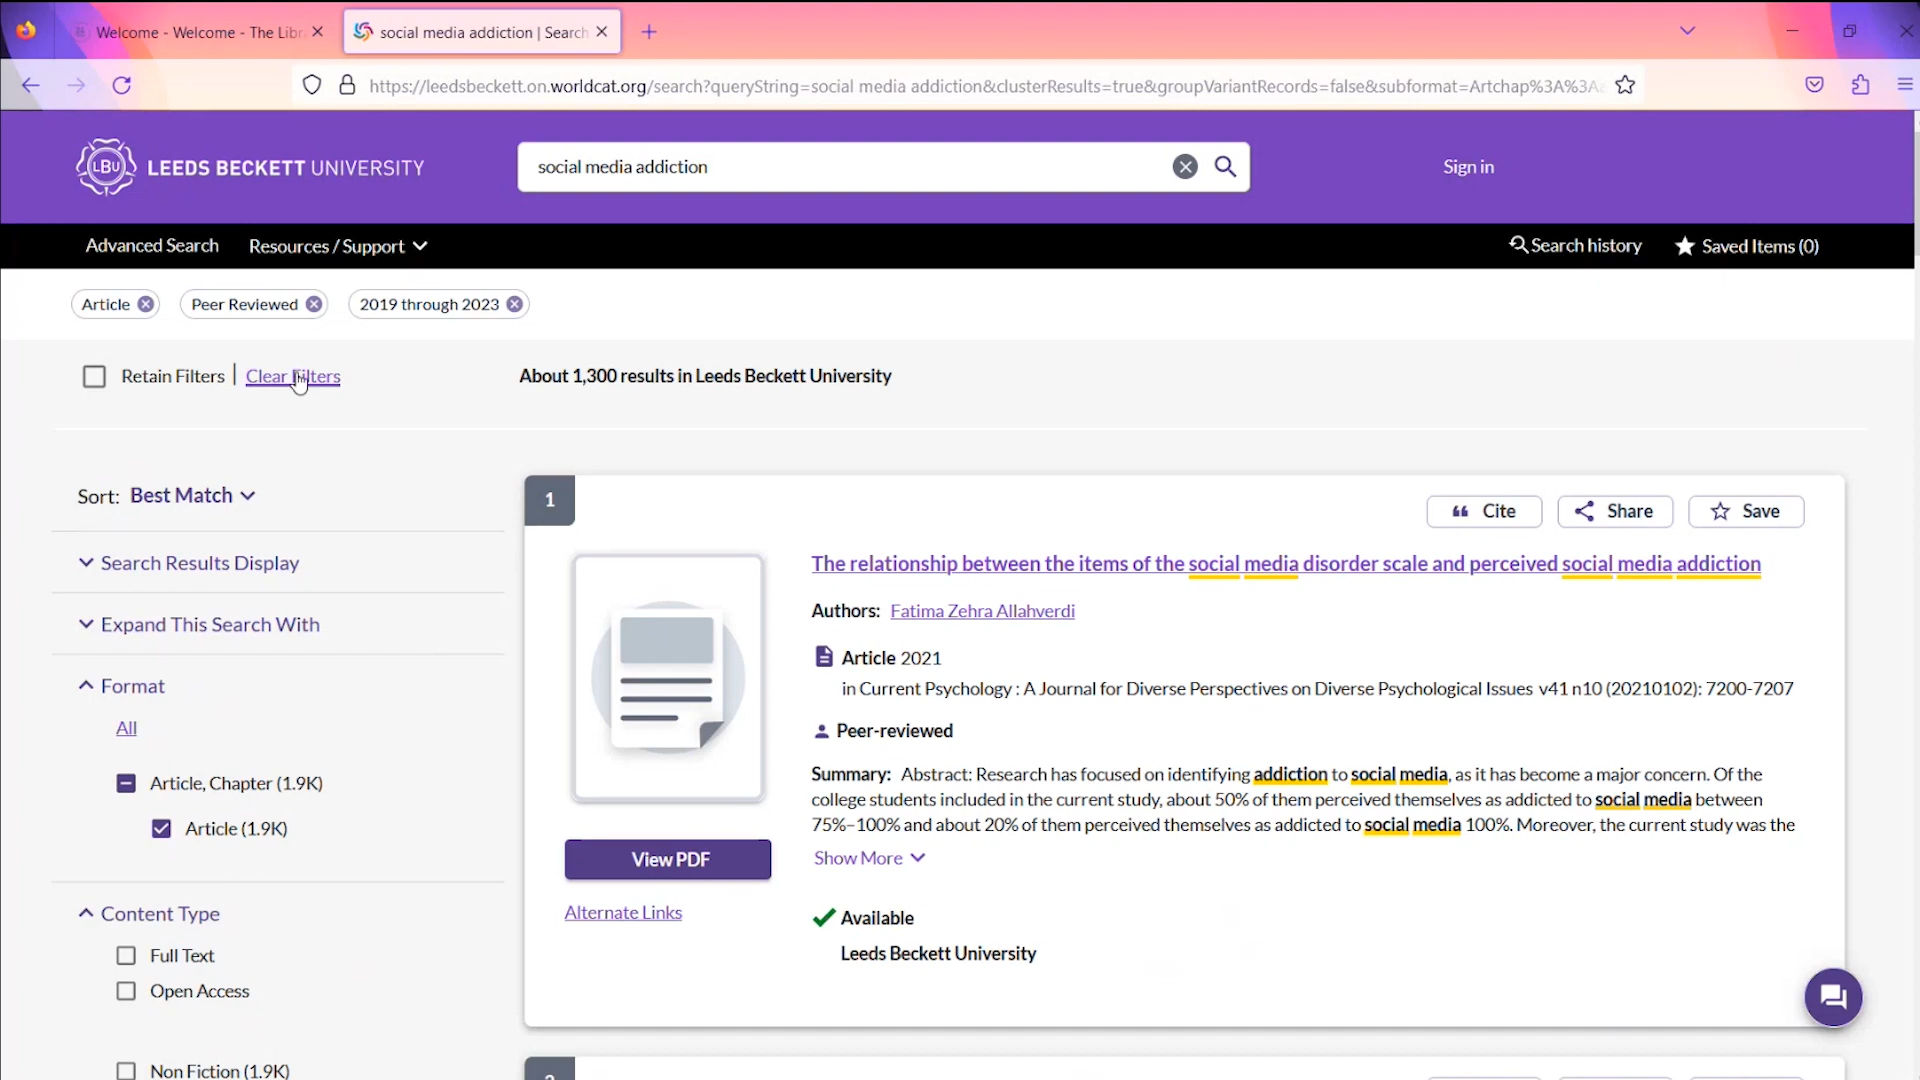 Welcome - Welcome - The Libr
social media addiction | Search
https://leedsbeckett.on.worldcat.org/search?queryString=social media addiction&clusterResults=true&groupVariantRecords=false&subformat=Artchap%3A%3Aa
LBU
LEEDS BECKETT UNIVERSITY
social media addiction
Sign in
Advanced Search
Resources / Support
Search history
Saved Items (0)
Article
Peer Reviewed
2019 through 2023
Retain Filters
Clear Filters
About 1,300 results in Leeds Beckett University
Sort: Best Match
Search Results Display
Expand This Search With
Format
All
Article, Chapter (1.9K)
Article (1.9K)
Content Type
Full Text
Open Access
Non Fiction (1.9K)
1
Cite
Share
Save
The relationship between the items of the social media disorder scale and perceived social media addiction
Authors: Fatima Zehra Allahverdi
Article 2021
in Current Psychology : A Journal for Diverse Perspectives on Diverse Psychological Issues v41 n10 (20210102): 7200-7207
Peer-reviewed
Summary: Abstract: Research has focused on identifying addiction to social media, as it has become a major concern. Of the
college students included in the current study, about 50% of them perceived themselves as addicted to social media between
75%–100% and about 20% of them perceived themselves as addicted to social media 100%. Moreover, the current study was the
Show More
View PDF
Alternate Links
Available
Leeds Beckett University